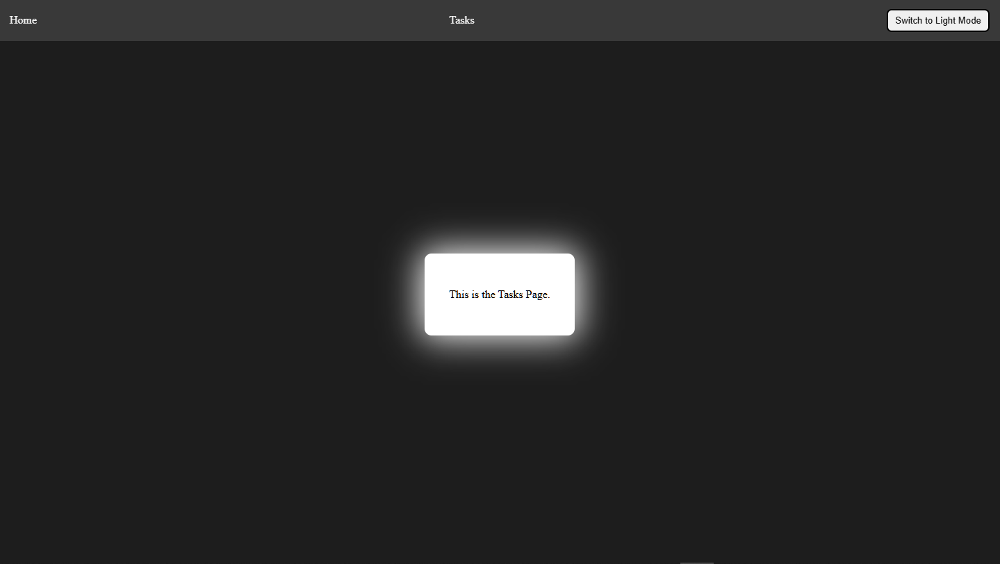 Home
Tasks
Switch to Light Mode
This is the Tasks Page.